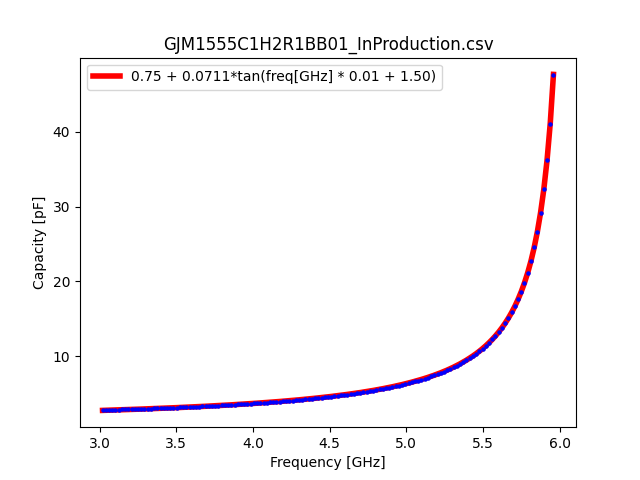 GJM1555C1H2R1BB01_InProduction.csv
0.75 + 0.0711*tan(freq[GHz] * 0.01 + 1.50)
Capacity [pF]
40
30
20
10
3.0 3.5 4.0 4.5 5.0 5.5 6.0
Frequency [GHz]